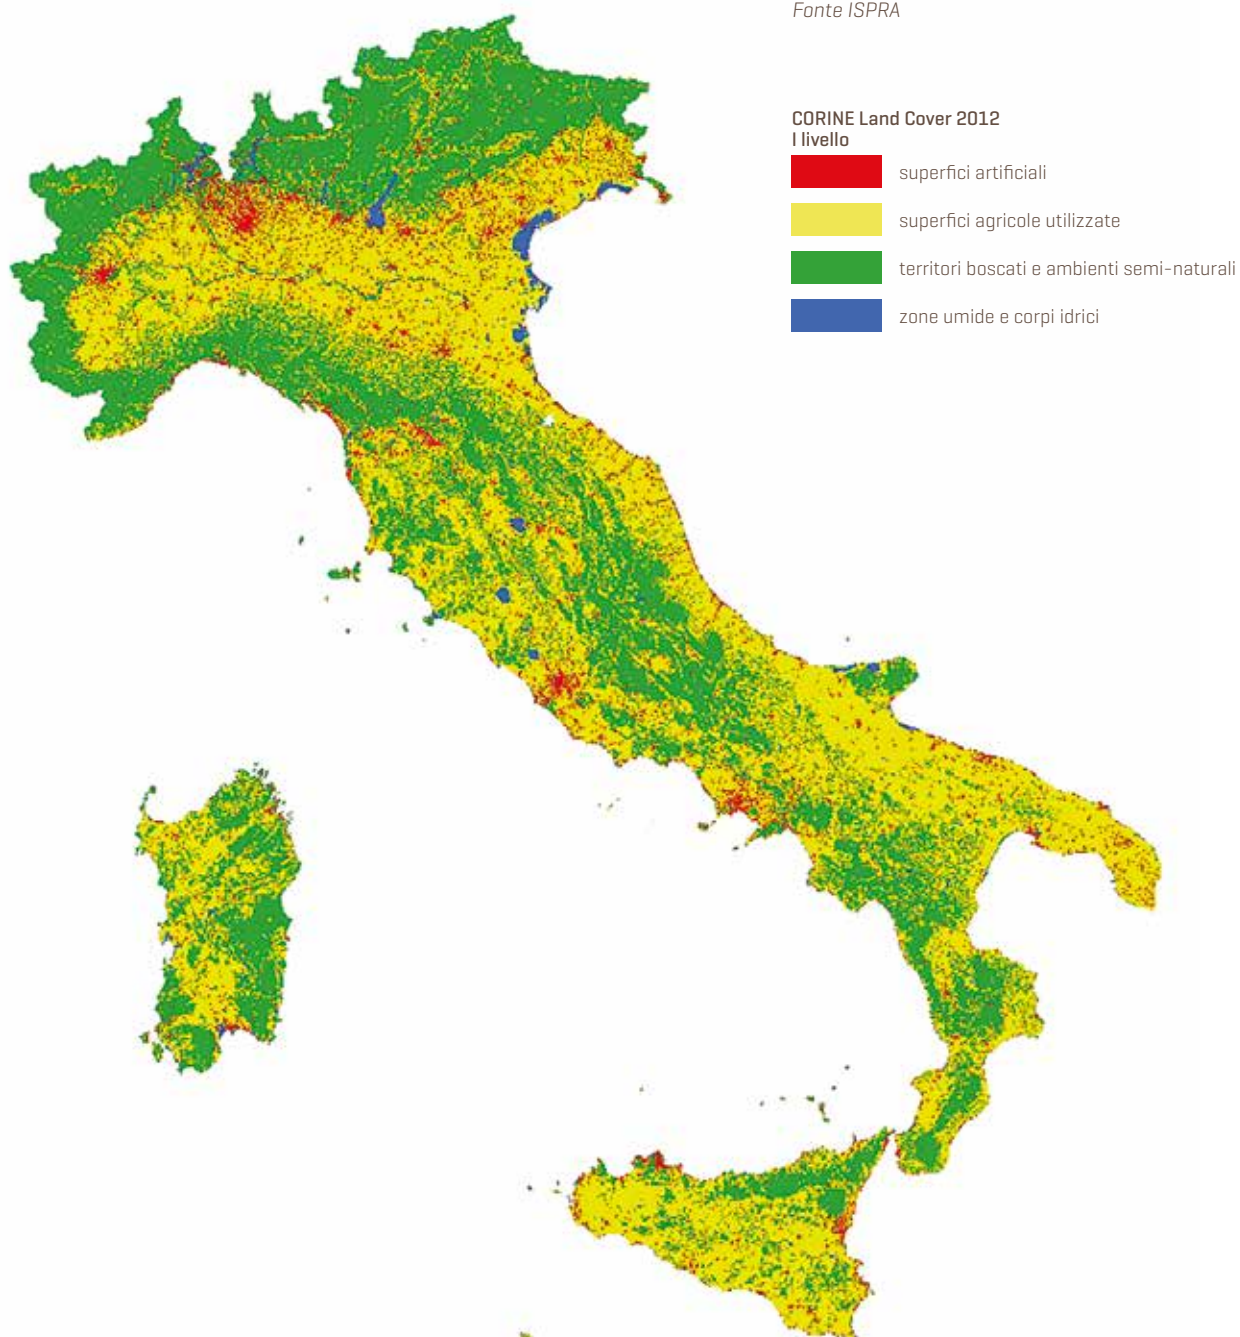 Fonte ISPRA
CORINE Land Cover 2012
I livello
superfici artificiali
superfici agricole utilizzate
territori boscati e ambienti semi-naturali
zone umide e corpi idrici